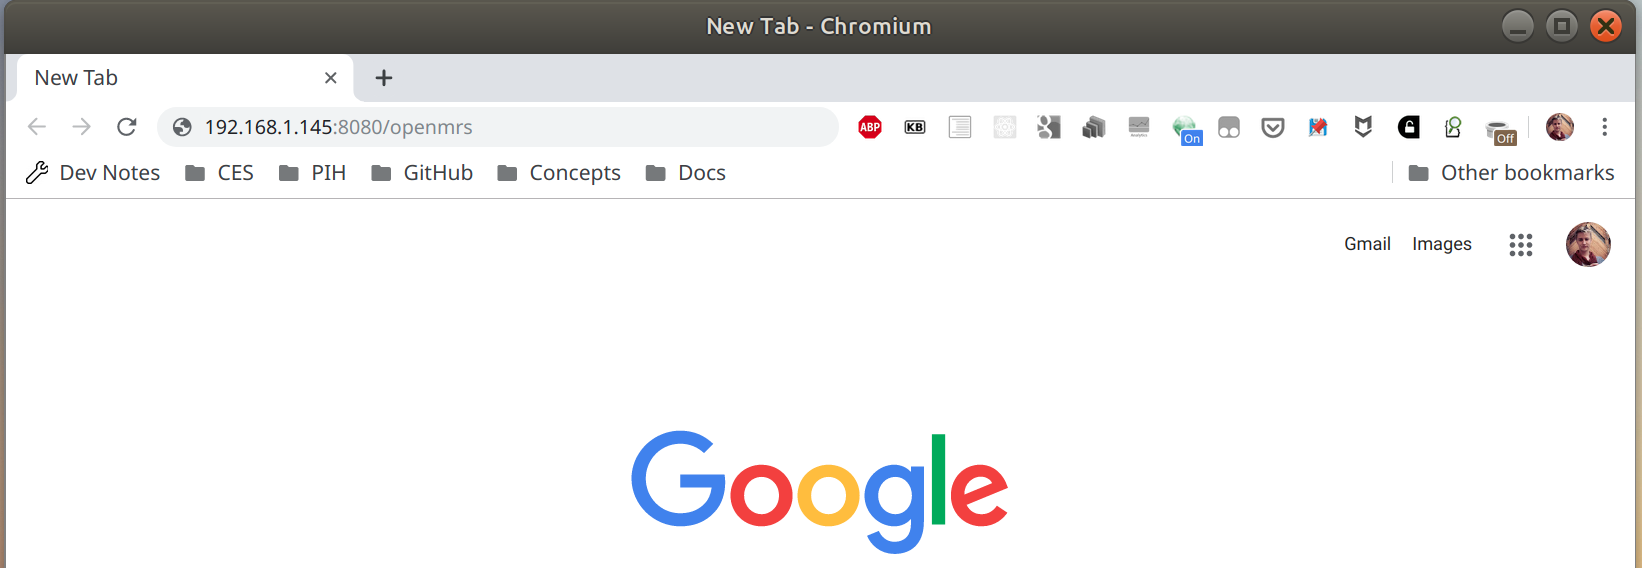 New Tab - Chromium
New Tab
192.168.1.145:8080/openmrs
ABP
KB
Analytics
On
Off
Dev Notes
CES
PIH
GitHub
Concepts
Docs
Other bookmarks
Gmail
Images
Google